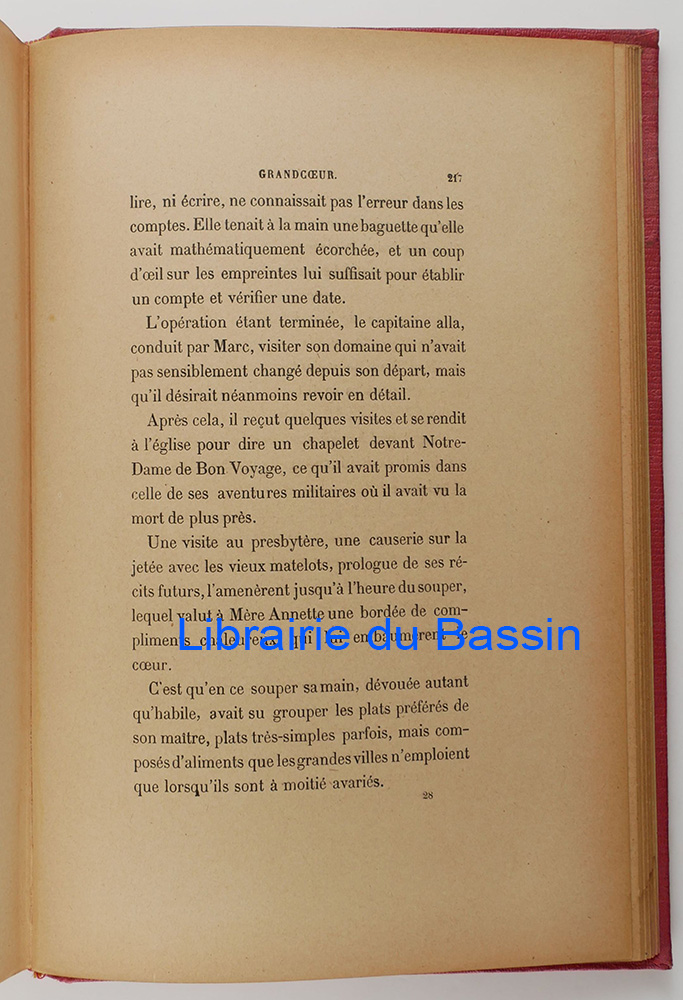 GRANDCŒUR. 217
lire, ni écrire, ne connaissait pas l'erreur dans les
comptes. Elle tenait à la main une baguette qu'elle
avait mathématiquement écorchée, et un coup
d'œil sur les empreintes lui suffisait pour établir
un compte et vérifier une date.
L'opération étant terminée, le capitaine alla,
conduit par Marc, visiter son domaine qui n'avait
pas sensiblement changé depuis son départ, mais
qu'il désirait néanmoins revoir en détail.
Après cela, il reçut quelques visites et se rendit
à l'église pour dire un chapelet devant Notre-
Dame de Bon Voyage, ce qu'il avait promis dans
celle de ses aventures militaires où il avait vu la
mort de plus près.
Une visite au presbytère, une causerie sur la
jetée avec les vieux matelots, prologue de ses ré-
cits futurs, l'amenèrent jusqu'à l'heure du souper,
lequel valut à Mère Annette une bordée de com-
pliments chaleureux qui lui embaumèrent le
Librairie du Bassin
cœur.
C'est qu'en ce souper sa main, dévouée autant
qu'habile, avait su grouper les plats préférés de
son maître, plats très-simples parfois, mais com-
posés d'aliments que les grandes villes n'emploient
que lorsqu'ils sont à moitié avariés.
28